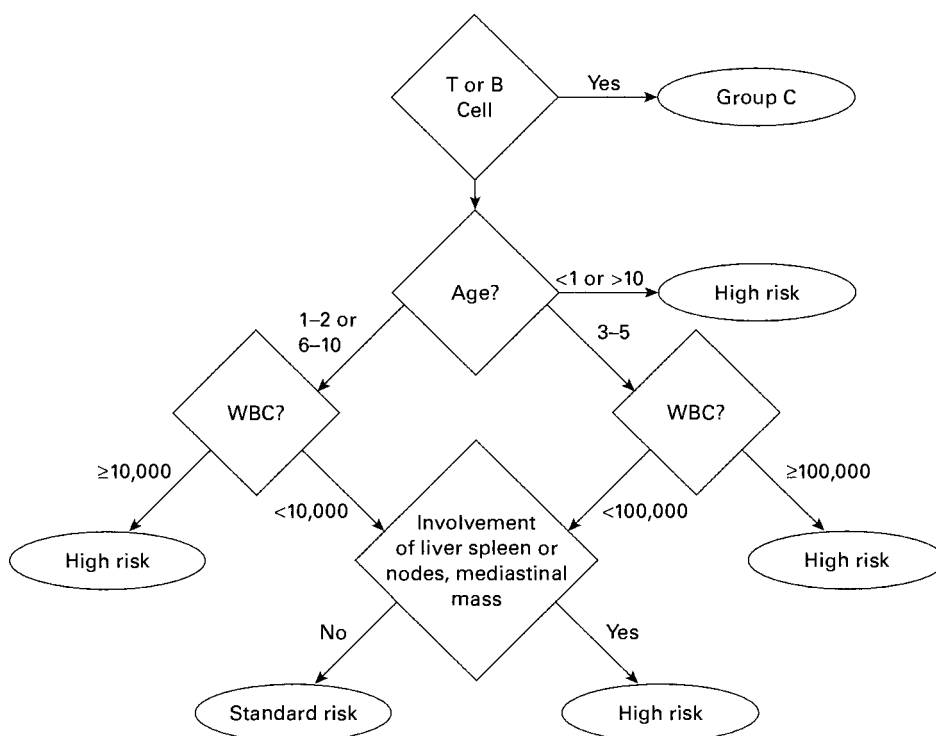 T or B
Cell
Yes
Group C
Age?
<1 or >10
High risk
1–2 or
6–10
3–5
WBC?
WBC?
≥10,000
<10,000
<100,000
≥100,000
High risk
Involvement
of liver spleen or
nodes, mediastinal
mass
High risk
No
Yes
Standard risk
High risk